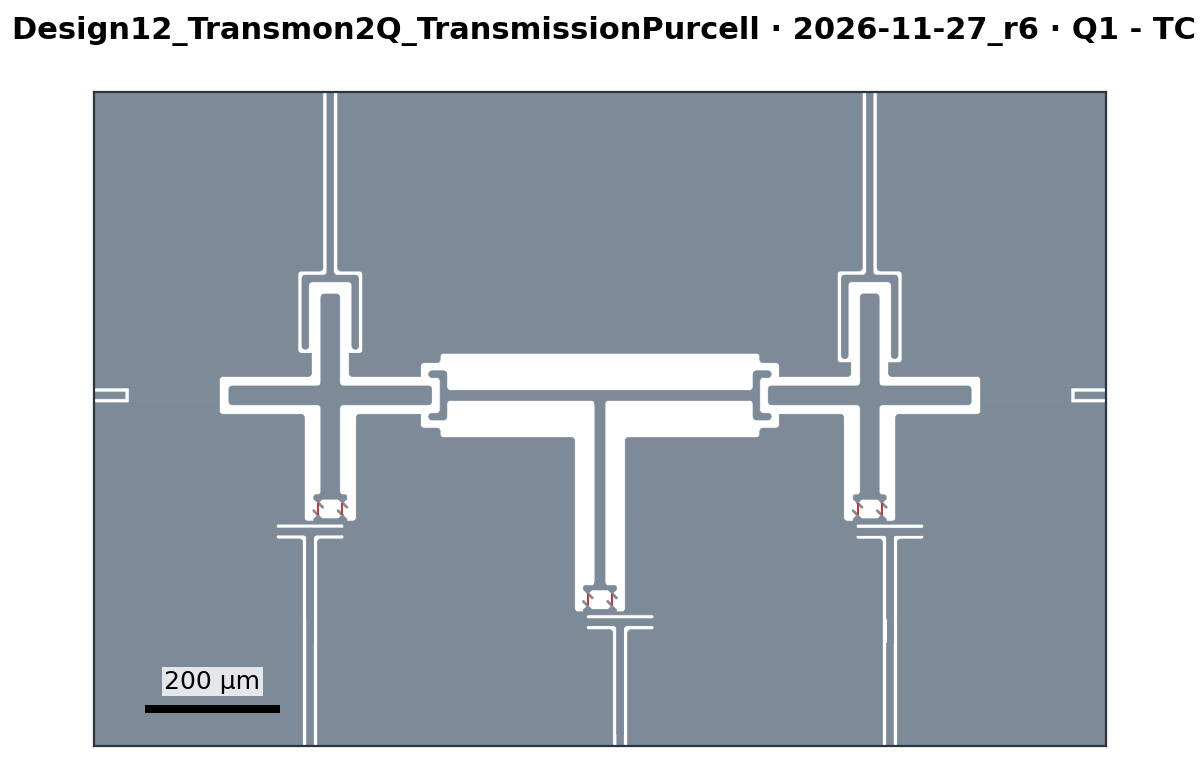 Design12_Transmon2Q_TransmissionPurcell · 2026-11-27_r6 · Q1 - TC
200 µm